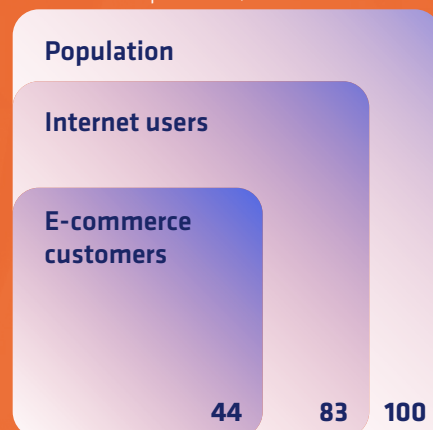 Population
Internet users
E-commerce
customers
44 83 100